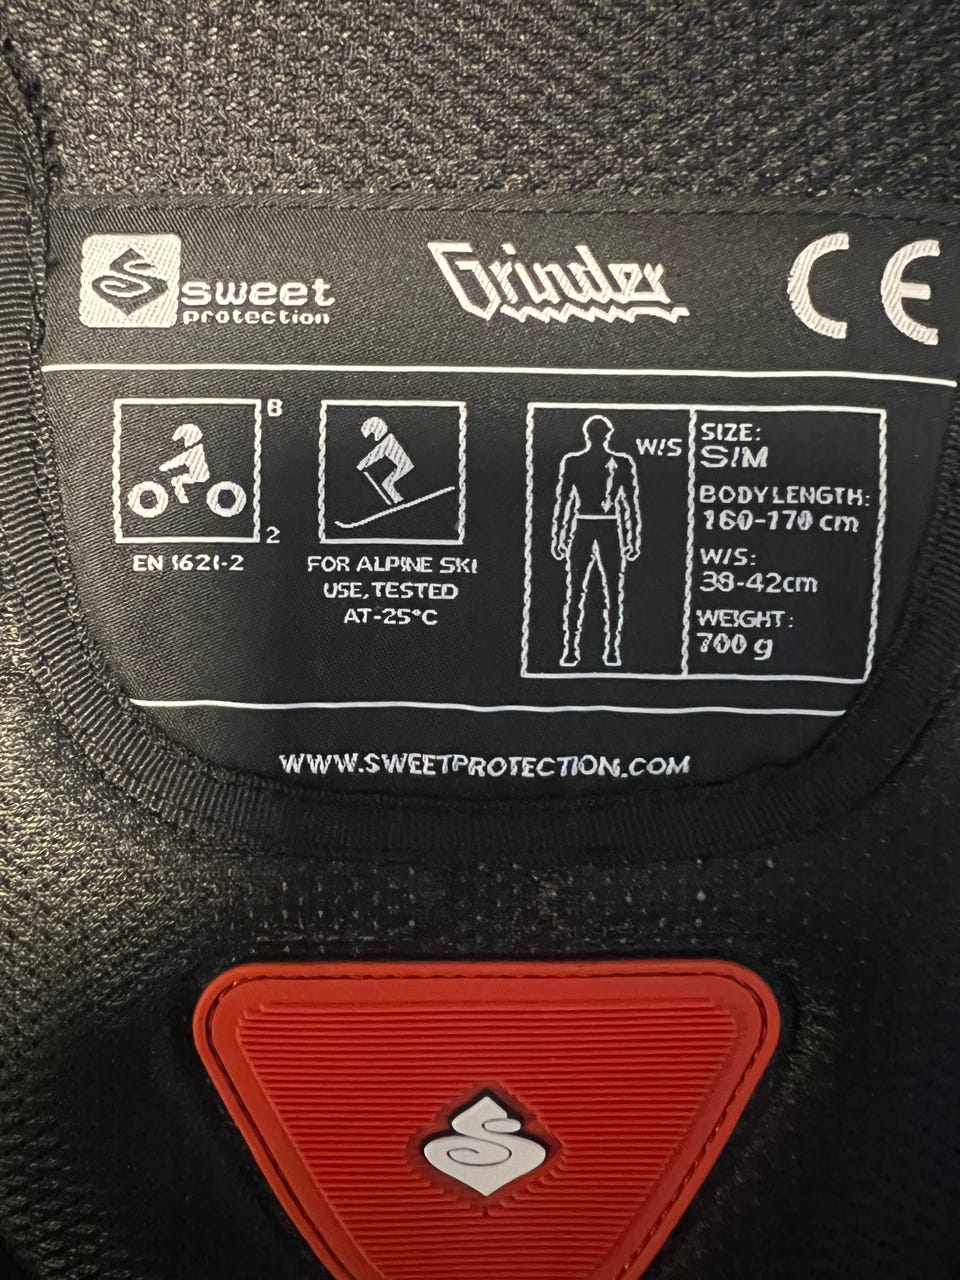 sweet
protection
Grinder
CE
B
2
EN 1621-2
FOR ALPINE SKI
USE, TESTED
AT -25°C
W/S
SIZE:
S/M
BODYLENGTH:
160-170 cm
W/S:
38-42cm
WEIGHT:
700 g
WWW.SWEETPROTECTION.COM